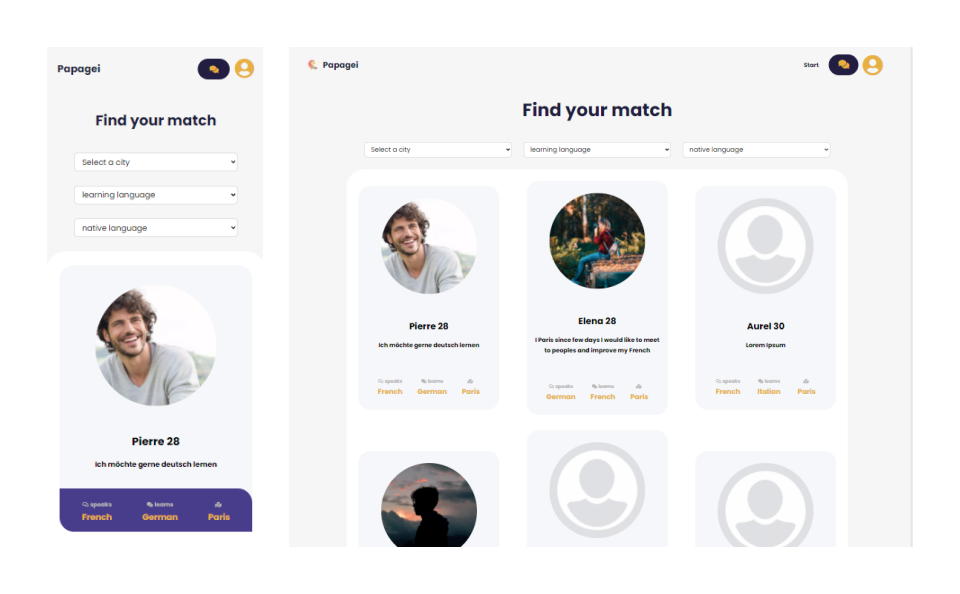 Papagei
Find your match
Select a city
learning language
native language
Pierre 28
Ich möchte gerne deutsch lernen
speaks learns
French German Paris
Papagei
Start
Find your match
Select a city learning language native language
Pierre 28
Ich möchte gerne deutsch lernen
speaks learns
French German Paris
Elena 28
I Paris since few days I would like to meet
to peoples and improve my French
speaks learns
German French Paris
Aurel 30
Lorem Ipsum
speaks learns
French Italian Paris